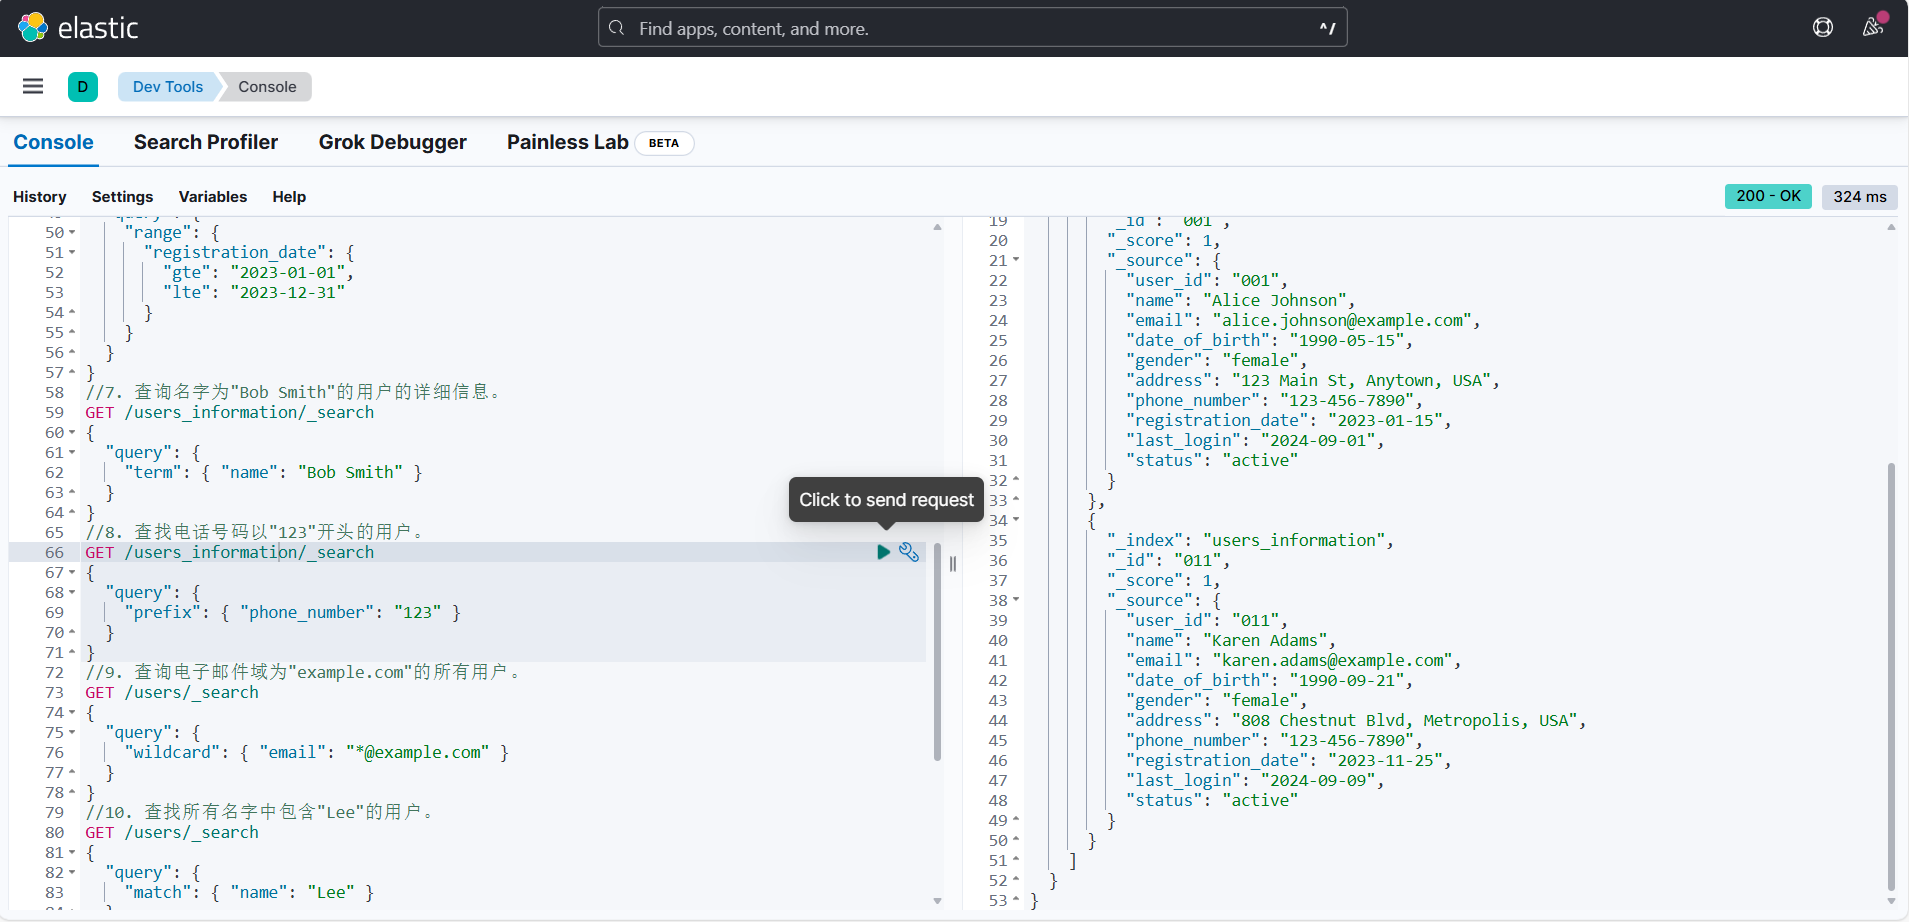 elastic
Find apps, content, and more.
^/
D
Dev Tools
Console
Console
Search Profiler
Grok Debugger
Painless Lab
BETA
History
Settings
Variables
Help
200 - OK
324 ms
"query": {
50 "range": {
51 "registration_date": {
52 "gte": "2023-01-01",
53 "lte": "2023-12-31"
54 }
55 }
56 }
57 }
58 //7. 查询名字为"Bob Smith"的用户的详细信息。
59 GET /users_information/_search
60 {
61 "query": {
62 "term": { "name": "Bob Smith" }
63 }
64 }
65 //8. 查找电话号码以"123"开头的用户。
66 GET /users_information/_search
67 {
68 "query": {
69 "prefix": { "phone_number": "123" }
70 }
71 }
72 //9. 查询电子邮件域为"example.com"的所有用户。
73 GET /users/_search
74 {
75 "query": {
76 "wildcard": { "email": "*@example.com" }
77 }
78 }
79 //10. 查找所有名字中包含"Lee"的用户。
80 GET /users/_search
81 {
82 "query": {
83 "match": { "name": "Lee" }
Click to send request
19 "_id": "001",
20 "_score": 1,
21 "_source": {
22 "user_id": "001",
23 "name": "Alice Johnson",
24 "email": "alice.johnson@example.com",
25 "date_of_birth": "1990-05-15",
26 "gender": "female",
27 "address": "123 Main St, Anytown, USA",
28 "phone_number": "123-456-7890",
29 "registration_date": "2023-01-15",
30 "last_login": "2024-09-01",
31 "status": "active"
32 }
33 },
34 {
35 "_index": "users_information",
36 "_id": "011",
37 "_score": 1,
38 "_source": {
39 "user_id": "011",
40 "name": "Karen Adams",
41 "email": "karen.adams@example.com",
42 "date_of_birth": "1990-09-21",
43 "gender": "female",
44 "address": "808 Chestnut Blvd, Metropolis, USA",
45 "phone_number": "123-456-7890",
46 "registration_date": "2023-11-25",
47 "last_login": "2024-09-09",
48 "status": "active"
49 }
50 }
51 ]
52 }
53 }